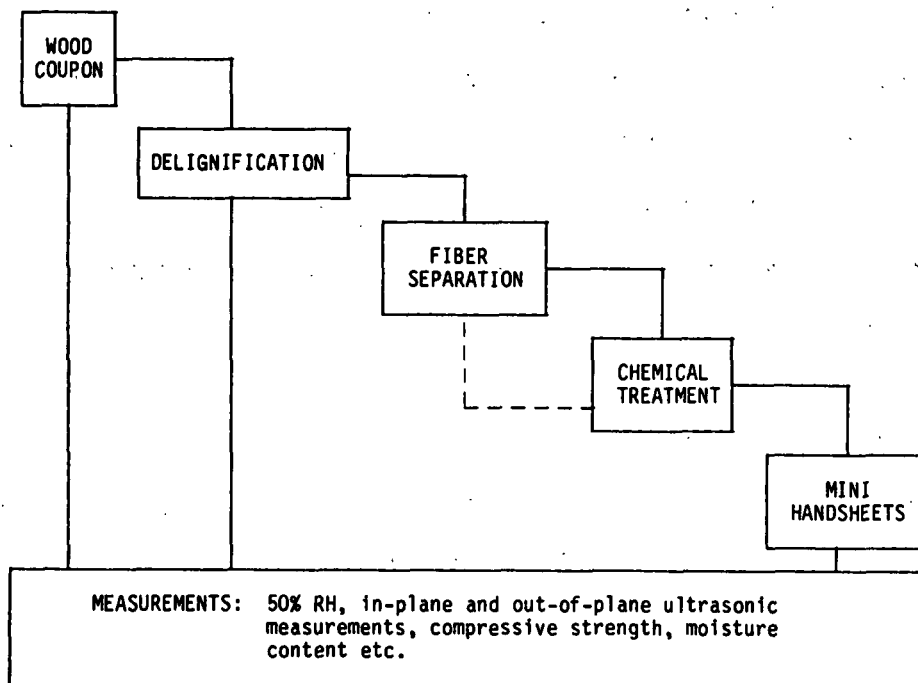 WOOD
COUPON
DELIGNIFICATION
FIBER
SEPARATION
CHEMICAL
TREATMENT
MINI
HANDSHEETS
MEASUREMENTS: 50% RH, in-plane and out-of-plane ultrasonic
measurements, compressive strength, moisture
content etc.